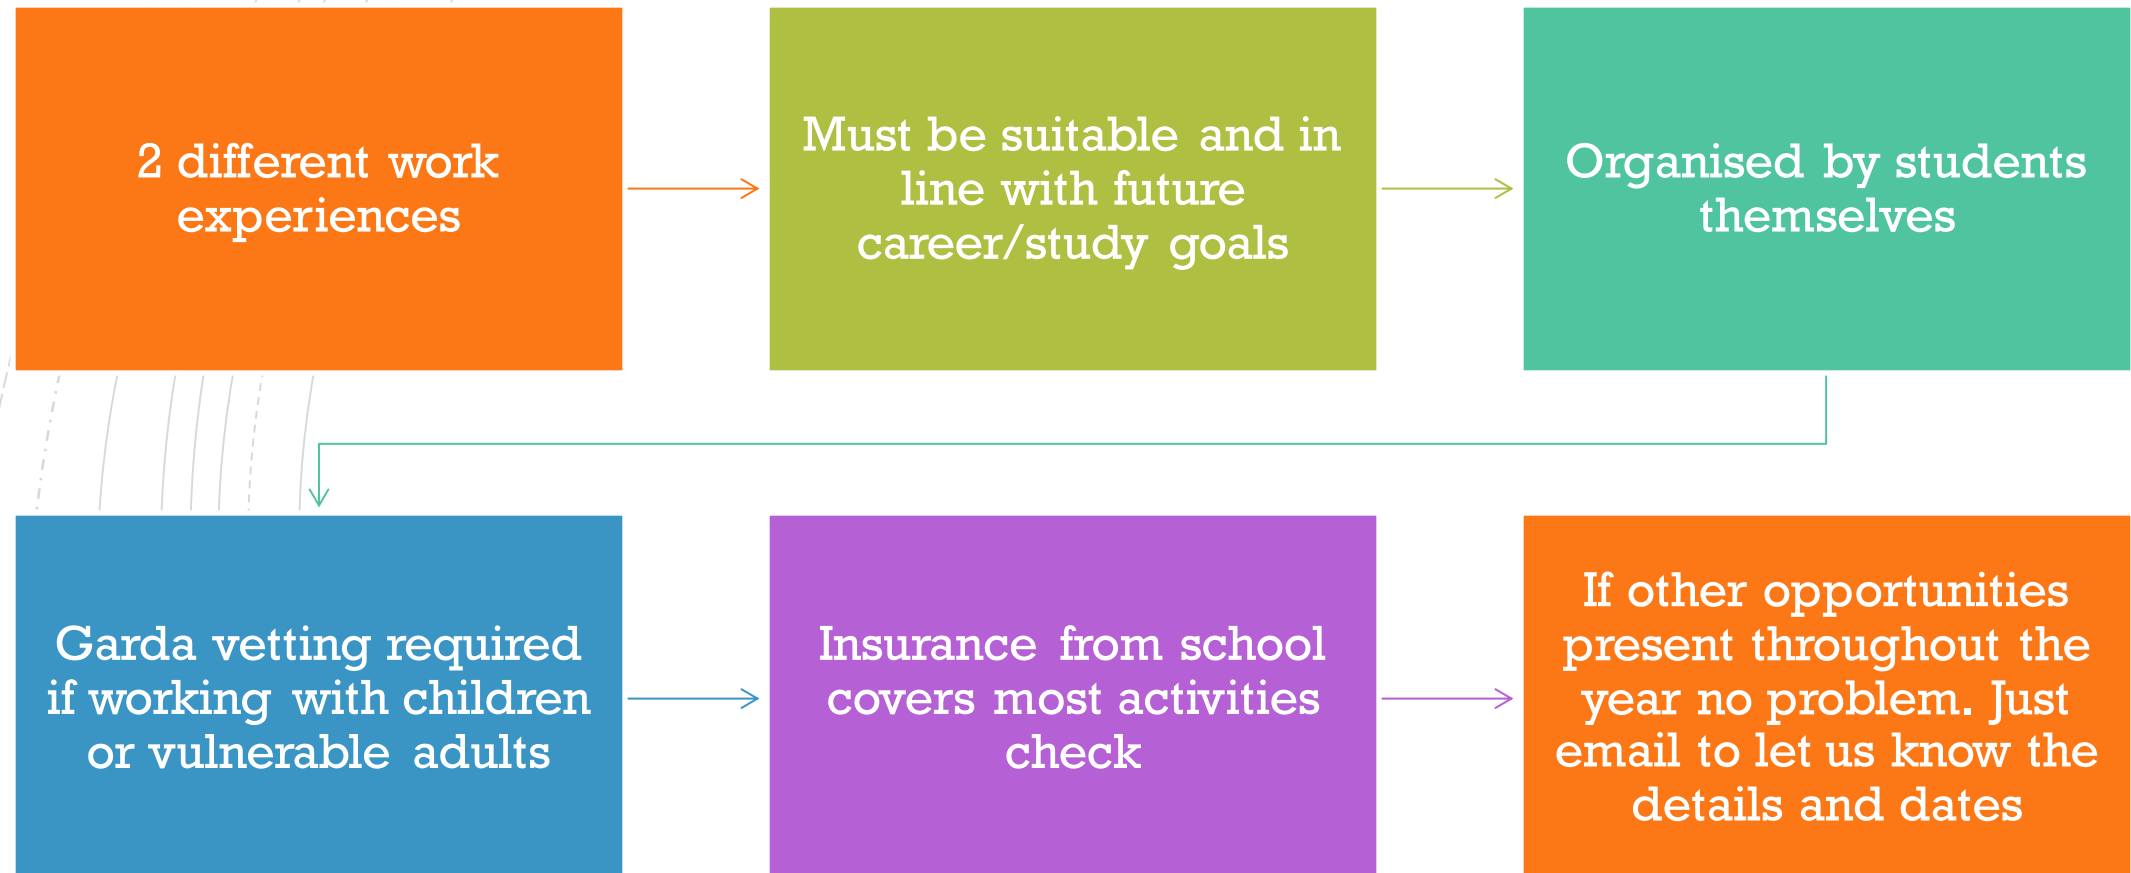 2 different work
experiences
Must be suitable and in
line with future
career/study goals
Organised by students
themselves
Garda vetting required
if working with children
or vulnerable adults
Insurance from school
covers most activities
check
If other opportunities
present throughout the
year no problem. Just
email to let us know the
details and dates